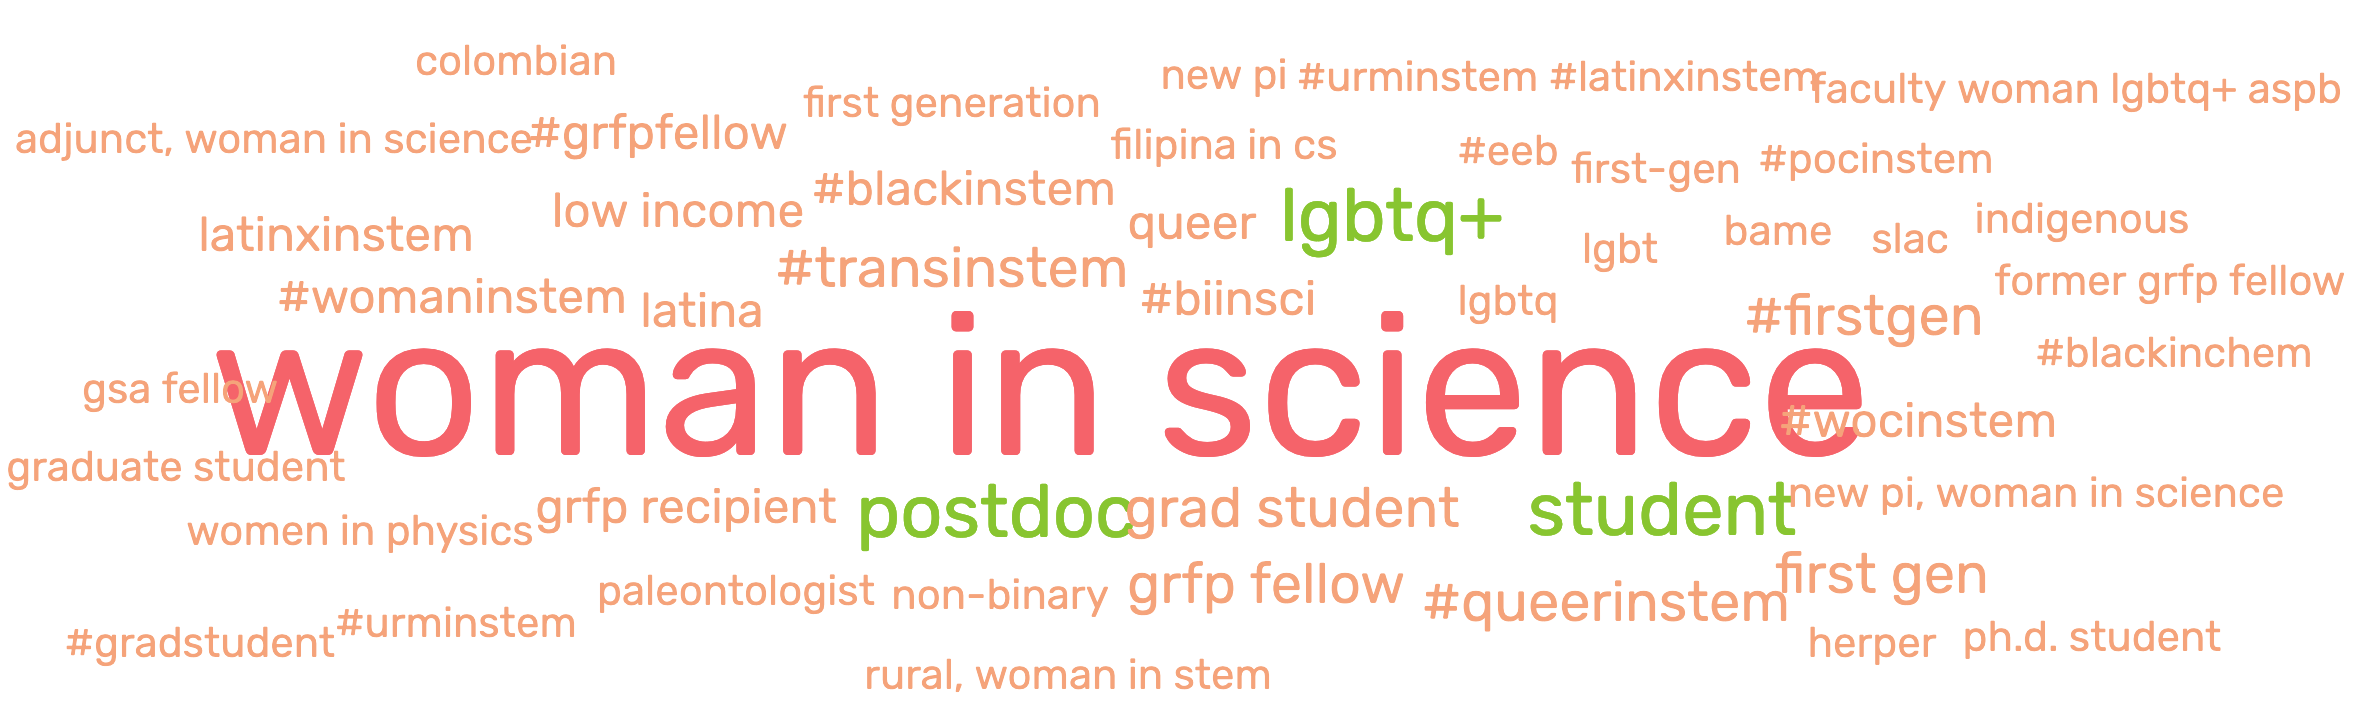 colombian
new pi #urminstem #latinxinstem
faculty woman lgbtq+ aspb
first generation
adjunct, woman in science
#grfpfellow
filipina in cs
#eeb
first-gen
#pocinstem
#blackinstem
low income
latinxinstem
queer
lgbtq+
lgbt
bame
slac
indigenous
#transinstem
#womaninstem
latina
#biinsci
lgbtq
#firstgen
former grfp fellow
#blackinchem
woman in science
gsa fellow
#wocinstem
graduate student
women in physics
grfp recipient
postdoc
grad student
student
new pi, woman in science
paleontologist
non-binary
grfp fellow
#queerinstem
first gen
#gradstudent
#urminstem
herper
ph.d. student
rural, woman in stem